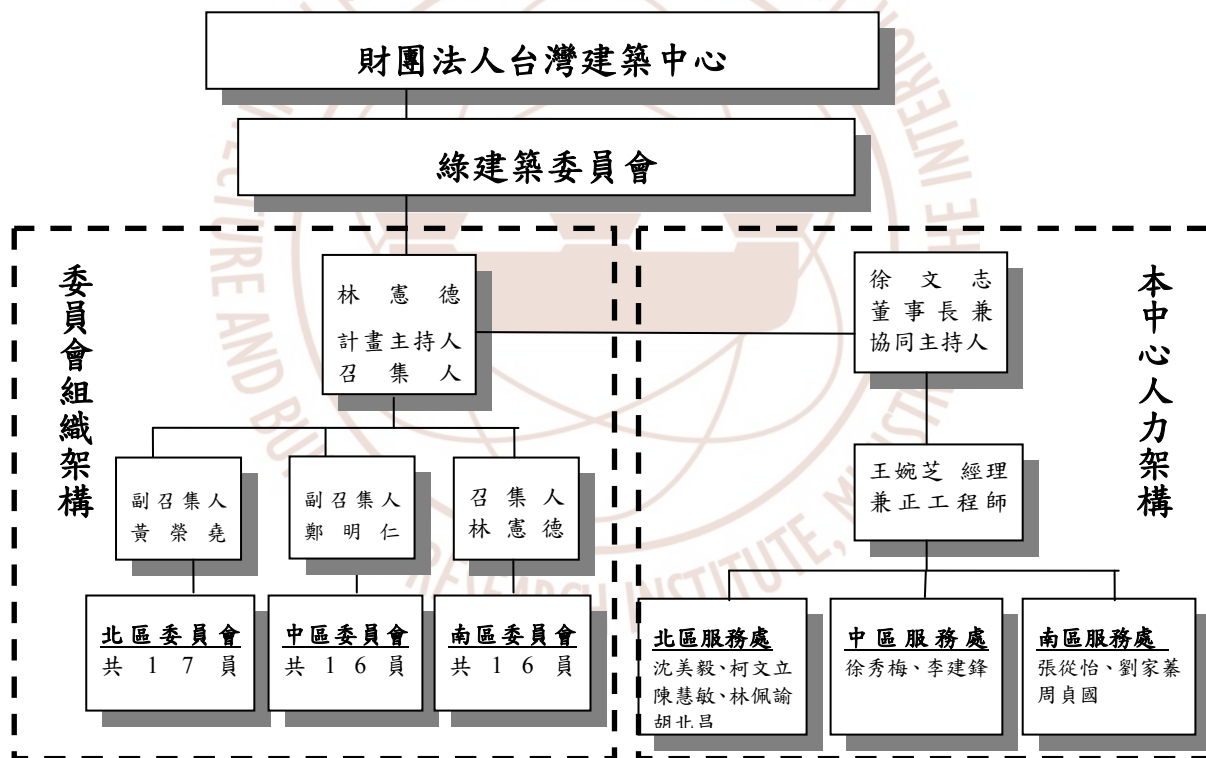 財團法人台灣建築中心
綠建築委員會
委員會組織架構
林憲德
計畫主持人
召集人
副召集人
黃榮堯
副召集人
鄭明仁
召集人
林憲德
北區委員會
共17員
中區委員會
共16員
南區委員會
共16員
本中心人力架構
徐文志
董事長兼
協同主持人
王婉芝 經理
兼正工程師
北區服務處
沈美毅、柯文立
陳慧敏、林佩諭
胡北昌
中區服務處
徐秀梅、李建鋒
南區服務處
張從怡、劉家蓁
周貞國
RESEARCH INSTITUTE,